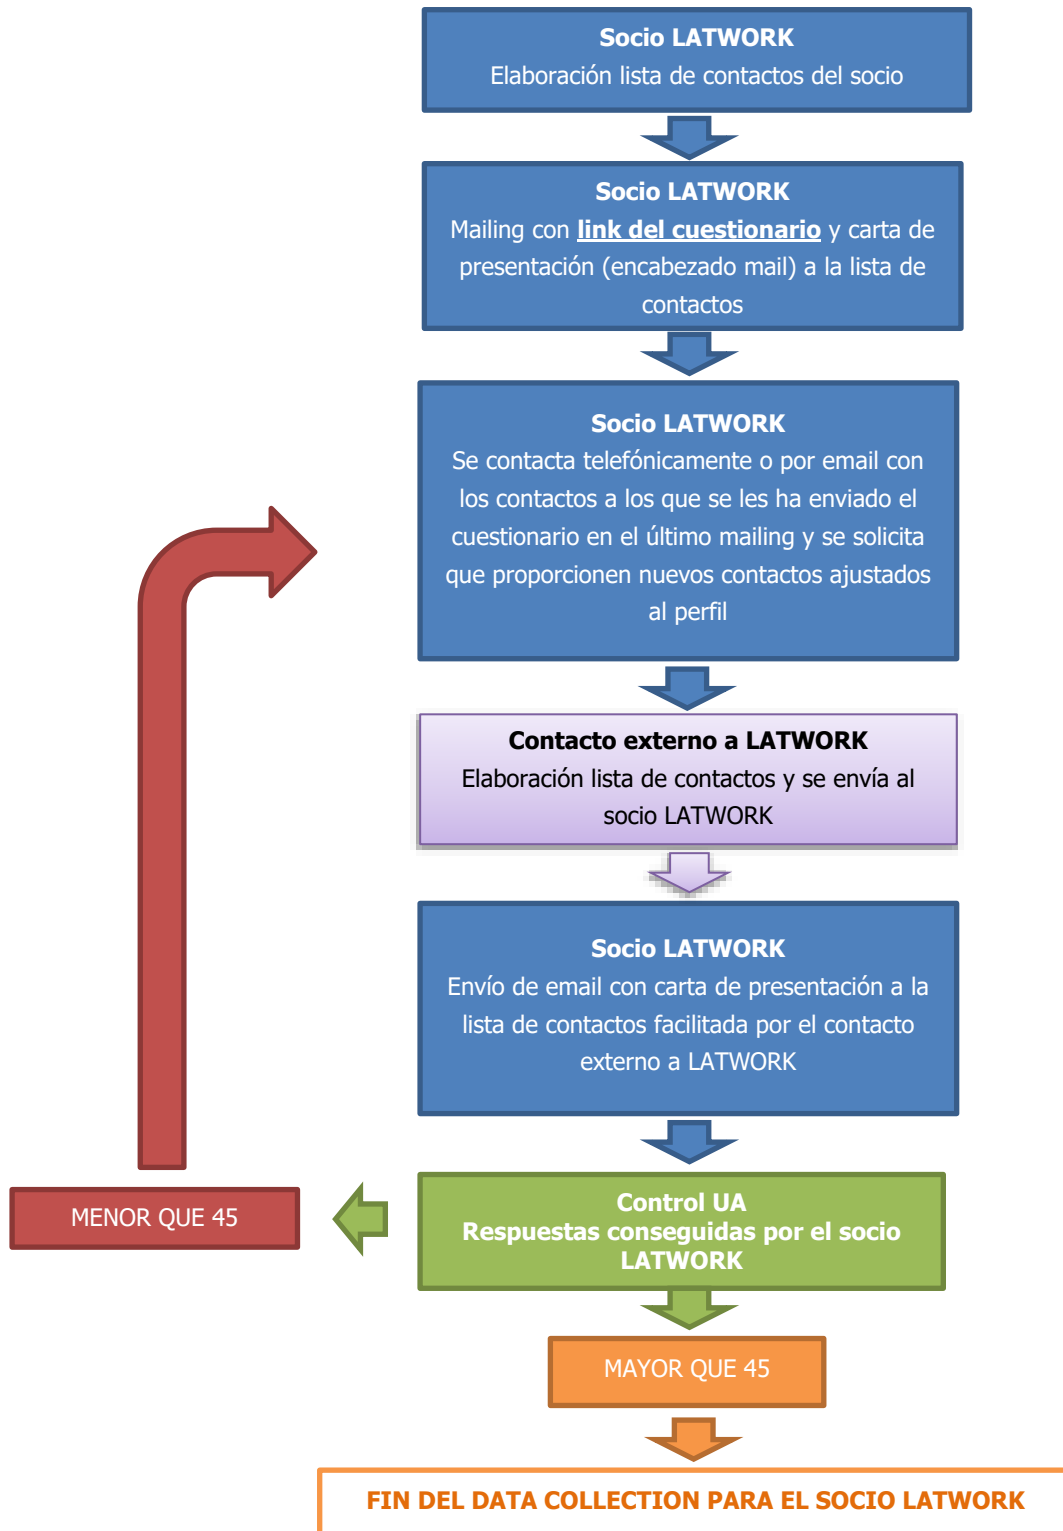 Socio LATWORK
Elaboración lista de contactos del socio
Socio LATWORK
Mailing con link del cuestionario y carta de
presentación (encabezado mail) a la lista de
contactos
Socio LATWORK
Se contacta telefónicamente o por email con
los contactos a los que se les ha enviado el
cuestionario en el último mailing y se solicita
que proporcionen nuevos contactos ajustados
al perfil
Contacto externo a LATWORK
Elaboración lista de contactos y se envía al
socio LATWORK
Socio LATWORK
Envío de email con carta de presentación a la
lista de contactos facilitada por el contacto
externo a LATWORK
Control UA
Respuestas conseguidas por el socio
LATWORK
MENOR QUE 45
MAYOR QUE 45
FIN DEL DATA COLLECTION PARA EL SOCIO LATWORK